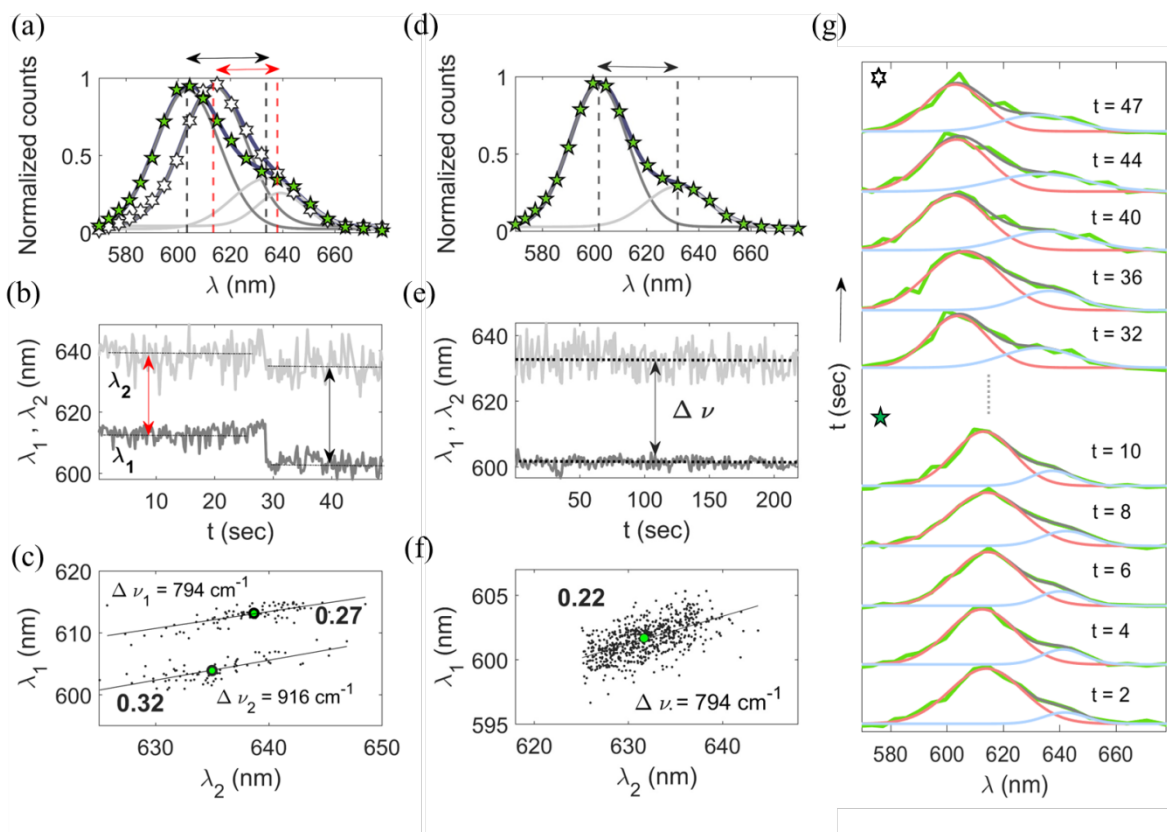 (a)
Normalized counts
1
0.5
0
580 600 620 640 660
λ (nm)
(b)
λ1 , λ2 (nm)
640
620
600
λ2
λ1
10 20 30 40
t (sec)
(c)
λ1 (nm)
620
610
600
Δ ν1 = 794 cm-1
0.27
0.32
Δ ν2 = 916 cm-1
630 640 650
λ2 (nm)
(d)
Normalized counts
1
0.5
0
580 600 620 640 660
λ (nm)
(e)
λ1 , λ2 (nm)
640
620
600
Δ ν
50 100 150 200
t (sec)
(f)
λ1 (nm)
610
605
600
595
0.22
Δ ν. = 794 cm-1
620 630 640
λ2 (nm)
(g)
t (sec)
t = 47
t = 44
t = 40
t = 36
t = 32
t = 10
t = 8
t = 6
t = 4
t = 2
580 600 620 640 660
λ (nm)